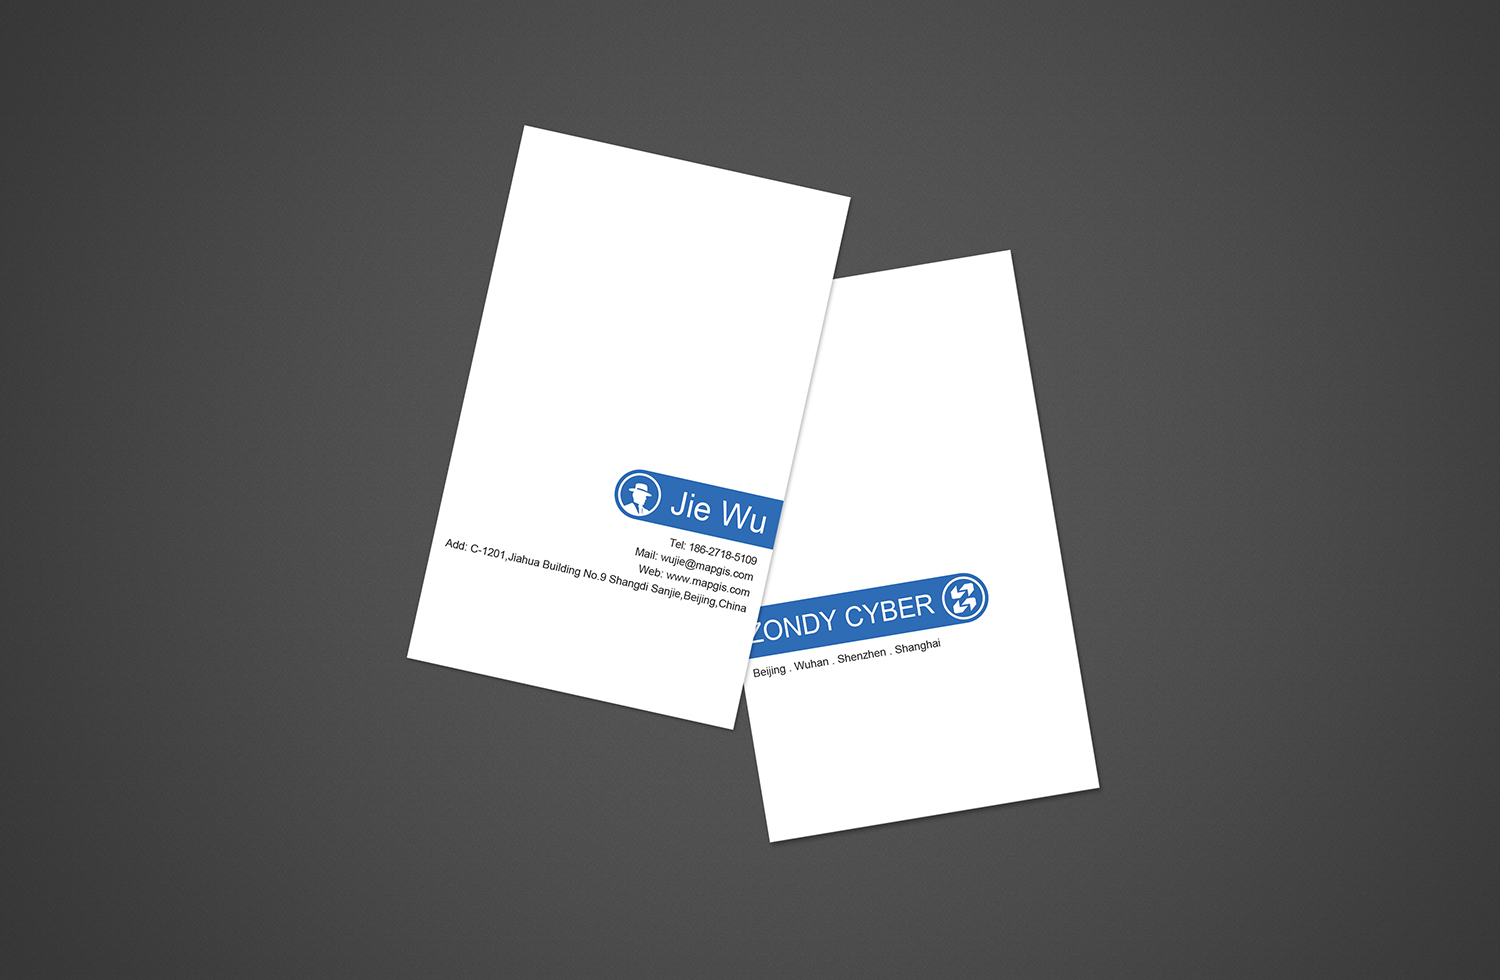 Jie Wu
Tel: 186-2718-5109
Mail: wujie@mapgis.com
Web: www.mapgis.com
Add: C-1201,Jiahua Building No.9 Shangdi Sanjie,Beijing,China
ZONDY CYBER
Beijing . Wuhan . Shenzhen . Shanghai